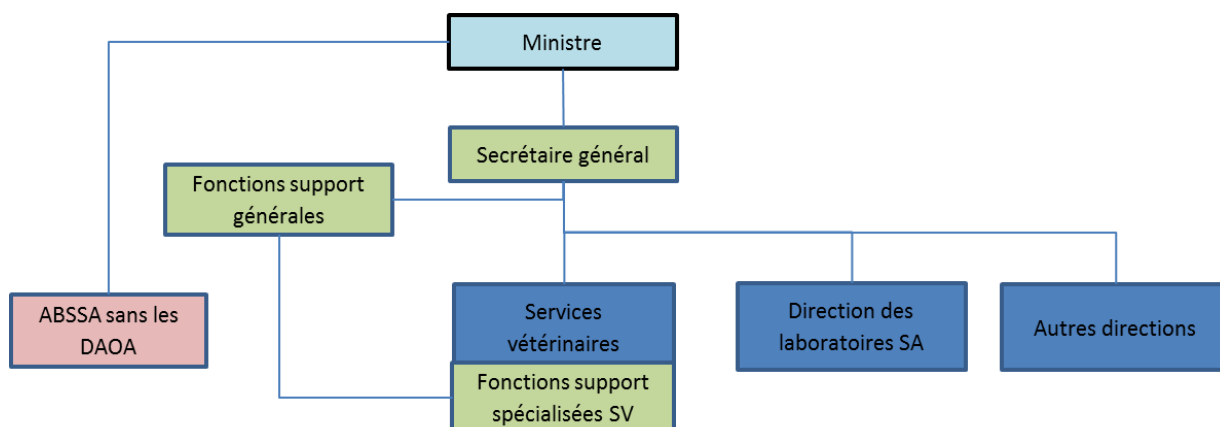 Ministre
Secrétaire général
Fonctions support
générales
ABSSA sans les
DAOA
Services
vétérinaires
Direction des
laboratoires SA
Autres directions
Fonctions support
spécialisées SV